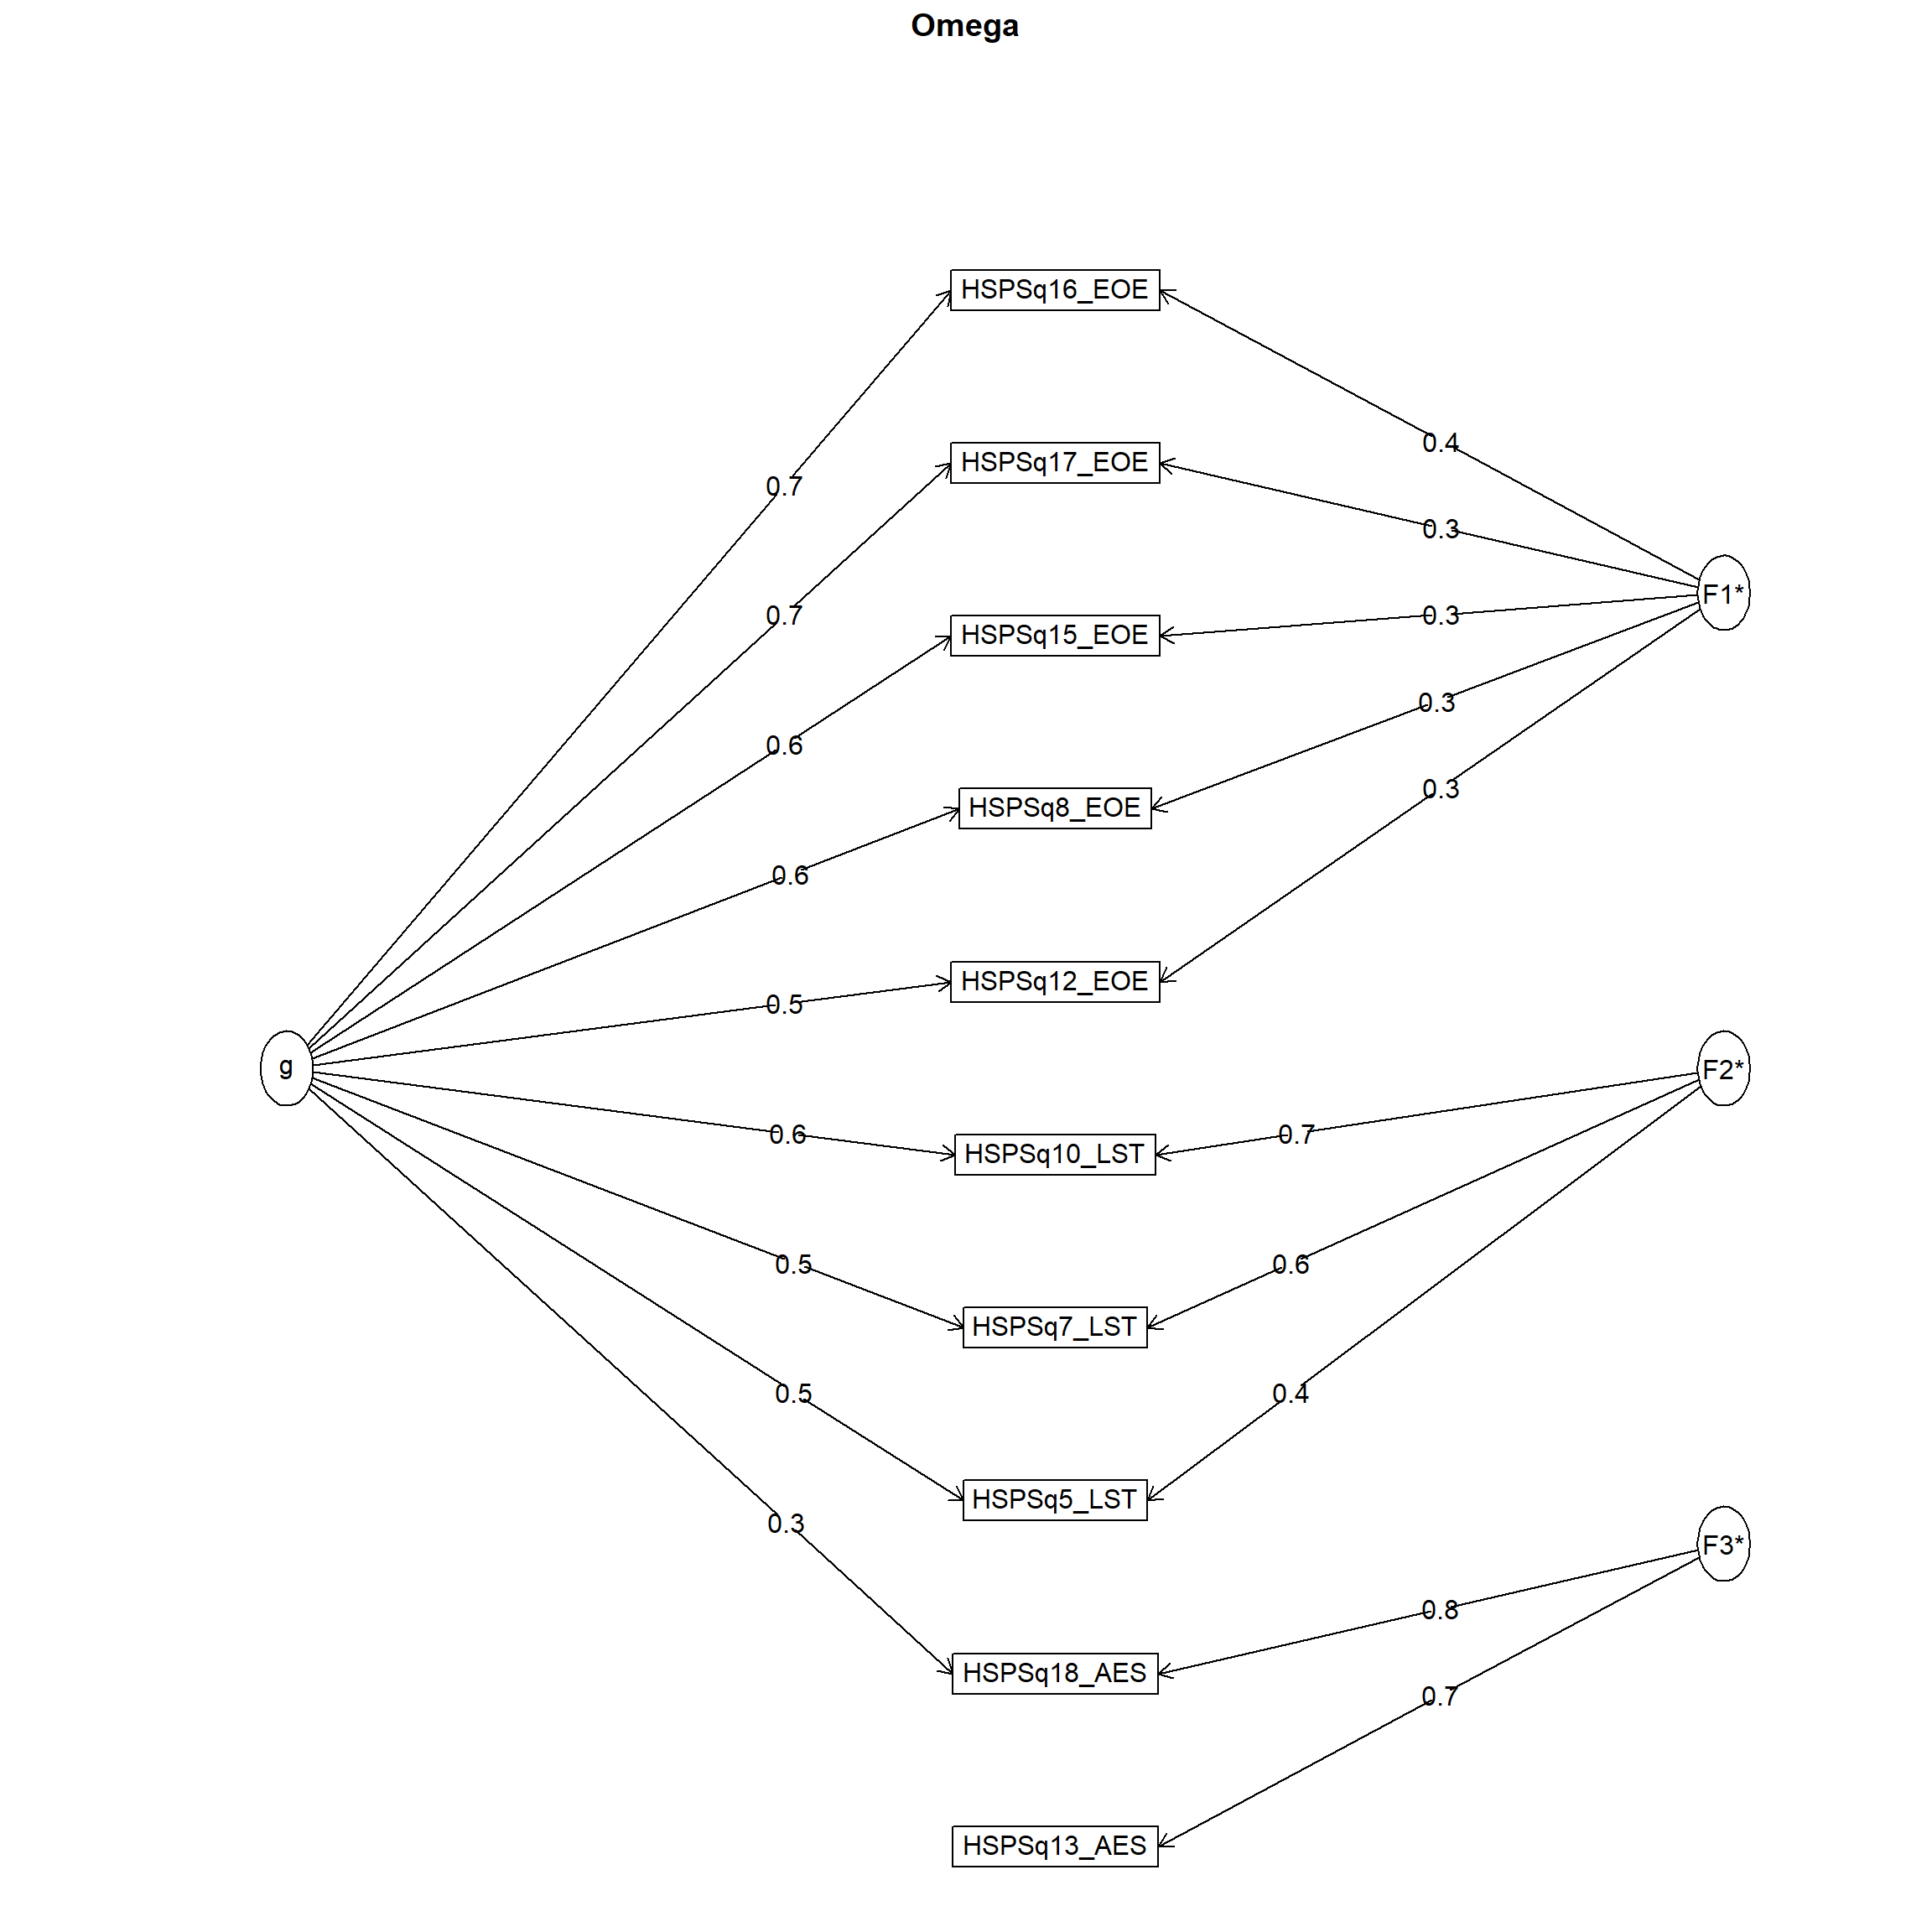 Omega
HSPSq16_EOE
0.4
0.7
HSPSq17_EOE
0.3
0.7
HSPSq15_EOE
0.3
F1*
0.6
HSPSq8_EOE
0.3
0.6
0.3
HSPSq12_EOE
0.5
g
F2*
0.6
HSPSq10_LST
0.7
0.5
0.6
HSPSq7_LST
0.5
0.4
HSPSq5_LST
0.3
F3*
0.8
HSPSq18_AES
0.7
HSPSq13_AES